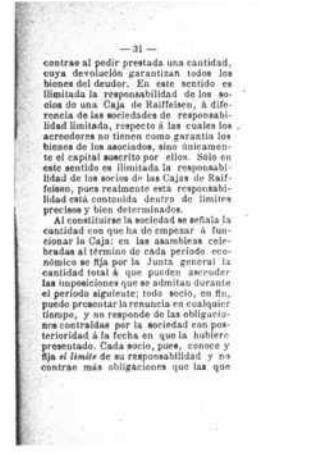 — 31 —
contrae al pedir prestada una cantidad,
cuya devolución garantizan todos los
bienes del deudor. En este sentido es
ilimitada la responsabilidad de los so-
cios de una Caja de Raiffeisen, á dife-
rencia de las sociedades de responsabi-
lidad limitada, respecto á las cuales los
acreedores no tienen como garantía los
bienes de los asociados, sino únicamen-
te el capital suscrito por ellos. Sólo en
este sentido es ilimitada la responsabi-
lidad de los socios de las Cajas de Raif-
feisen, pues realmente esta responsabi-
lidad está contenida dentro de límites
precisos y bien determinados.
Al constituirse la sociedad se señala la
cantidad con que ha de empezar á fun-
cionar la Caja: en las asambleas cele-
bradas al término de cada período eco-
nómico se fija por la Junta general la
cantidad total á que pueden ascender
las imposiciones que se admitan durante
el período siguiente; todo socio, en fin,
puede presentar la renuncia en cualquier
tiempo, y no responde de las obligacio-
nes contraídas por la sociedad con pos-
terioridad á la fecha en que la hubiere
presentado. Cada socio, pues, conoce y
fija el límite de su responsabilidad y no
contrae más obligaciones que las que